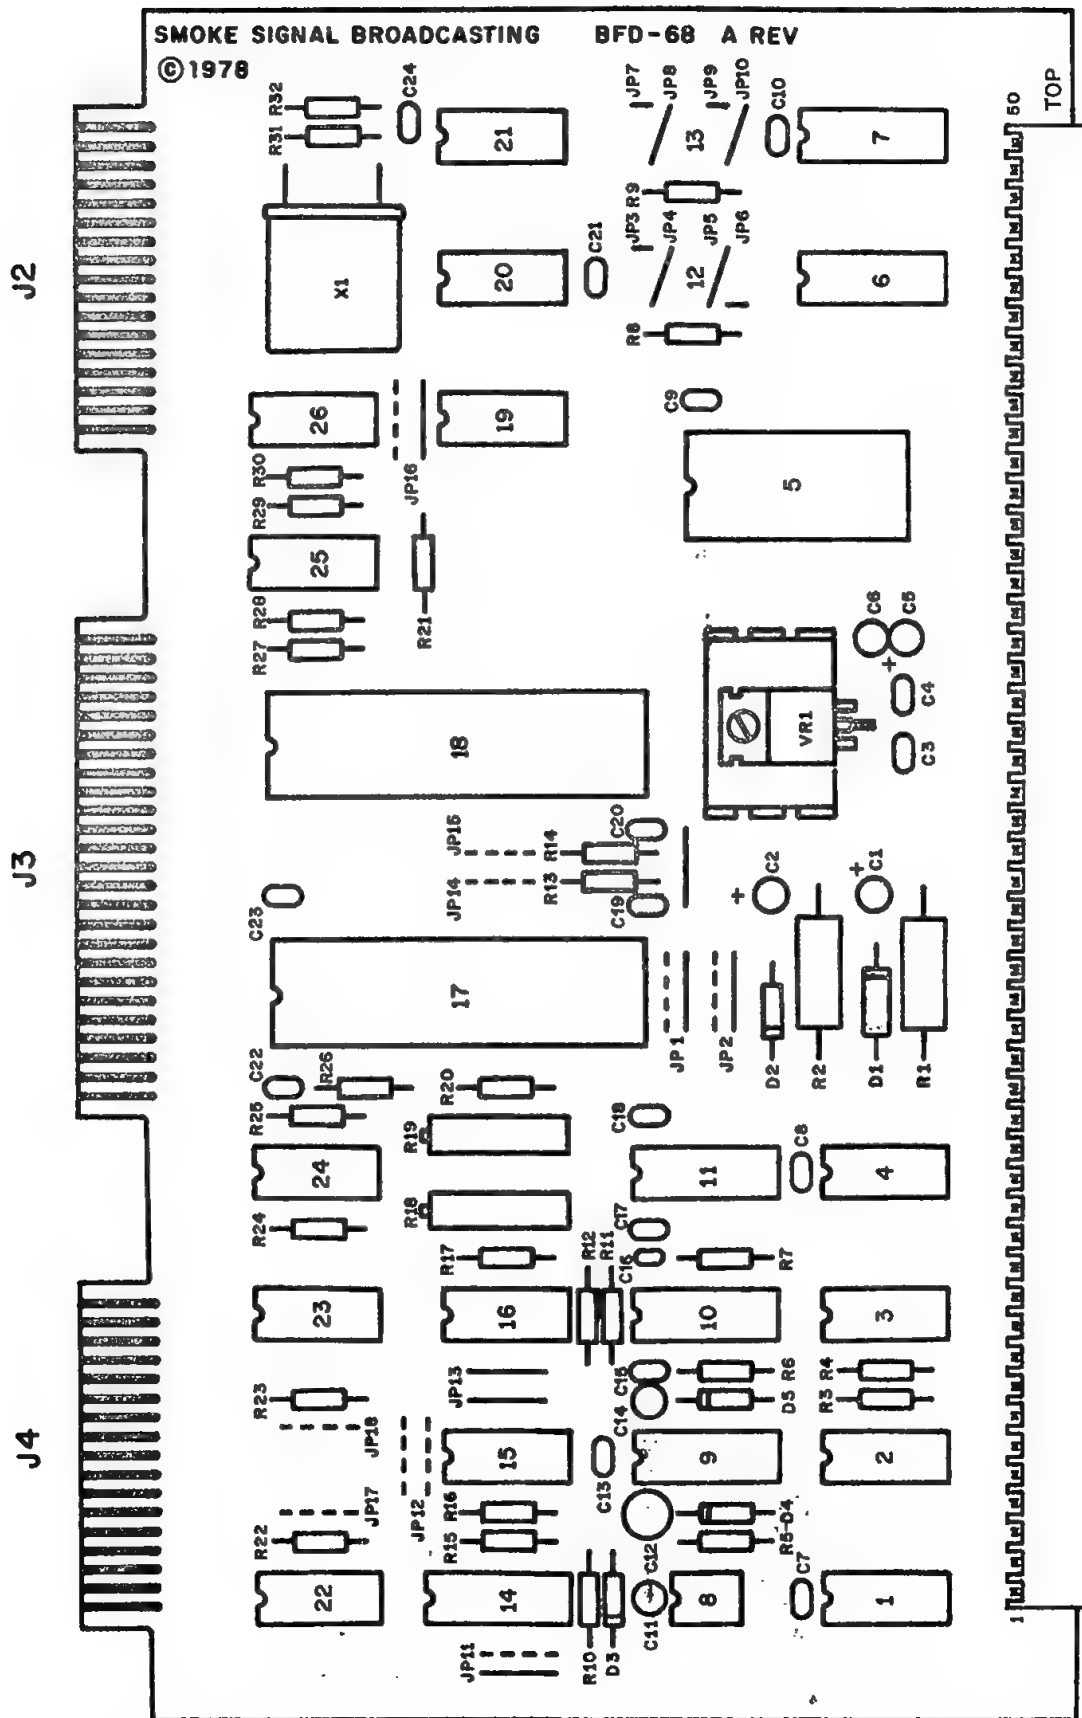 SMOKE SIGNAL BROADCASTING BFD-68 A REV
©1978
J2
J3
J4
R32
R31
C24
21
JP7
JP8
JP9
JP10
C10
13
7
50
TOP
X1
R9
20
C21
JP3
JP4
JP5
JP6
12
6
R8
26
19
C9
R30
R29
JP16
5
25
R21
R28
R27
C6
C5
+
C4
C3
VR1
18
JP15
R14
C20
JP14
R13
C19
C23
+
C2
+
C1
17
JP1
JP2
D2
R2
D1
R1
C22
R26
R25
R20
R19
C18
C8
24
11
4
R18
R24
C17
R12
R11
C16
R17
R7
23
16
10
3
R23
JP13
C15
C14
R6
D5
R4
R3
JP18
JP12
15
C13
9
2
JP17
R22
R16
R15
C12
R5-D4
C7
22
14
C11
8
1
R10
D3
JP11
1